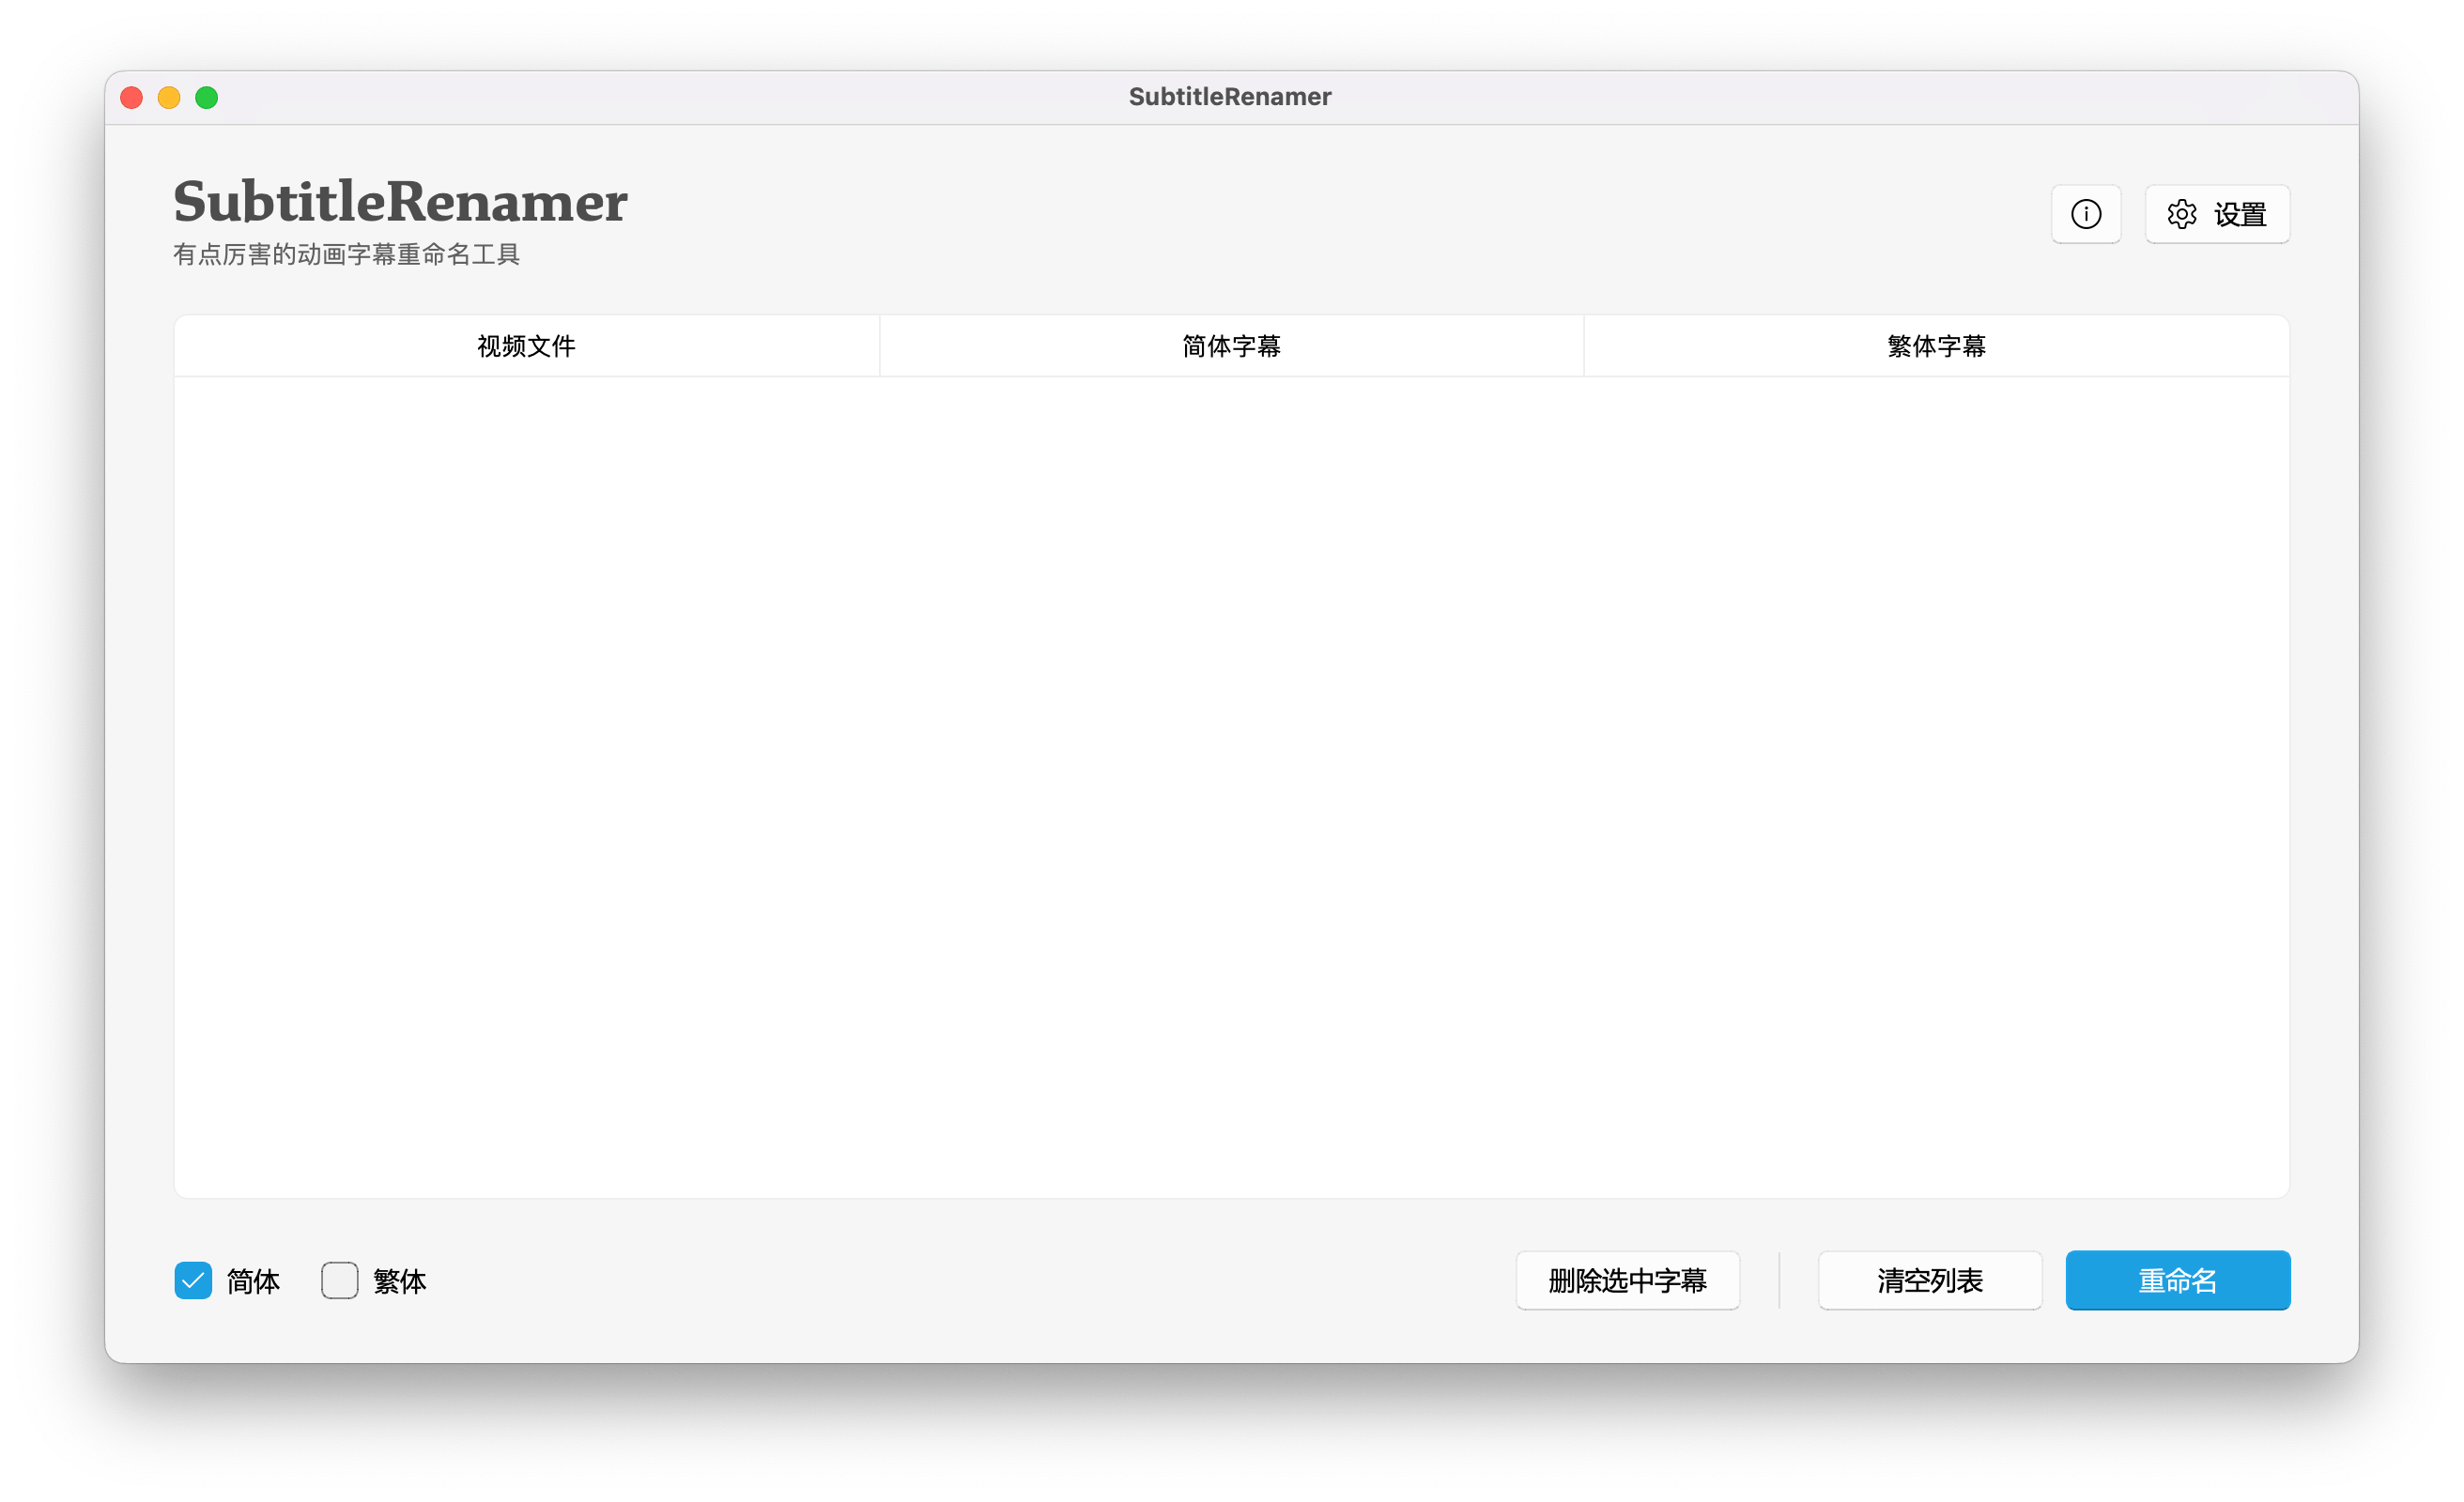 SubtitleRenamer
SubtitleRenamer
有点厉害的动画字幕重命名工具
设置
视频文件
简体字幕
繁体字幕
简体
繁体
删除选中字幕
清空列表
重命名